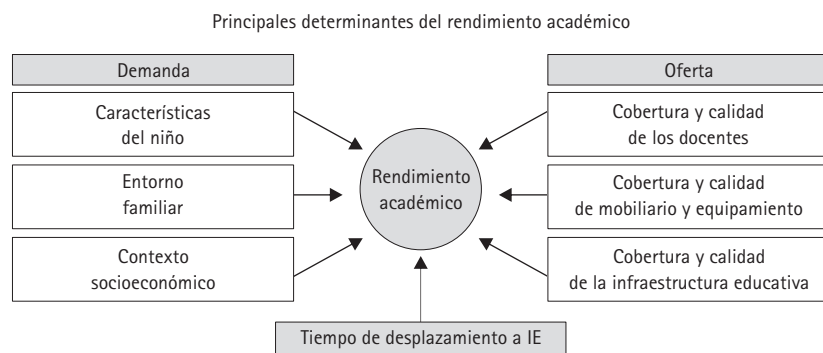 Principales determinantes del rendimiento académico
Demanda
Características
del niño
Entorno
familiar
Contexto
socioeconómico
Rendimiento
académico
Oferta
Cobertura y calidad
de los docentes
Cobertura y calidad
de mobiliario y equipamiento
Cobertura y calidad
de la infraestructura educativa
Tiempo de desplazamiento a IE